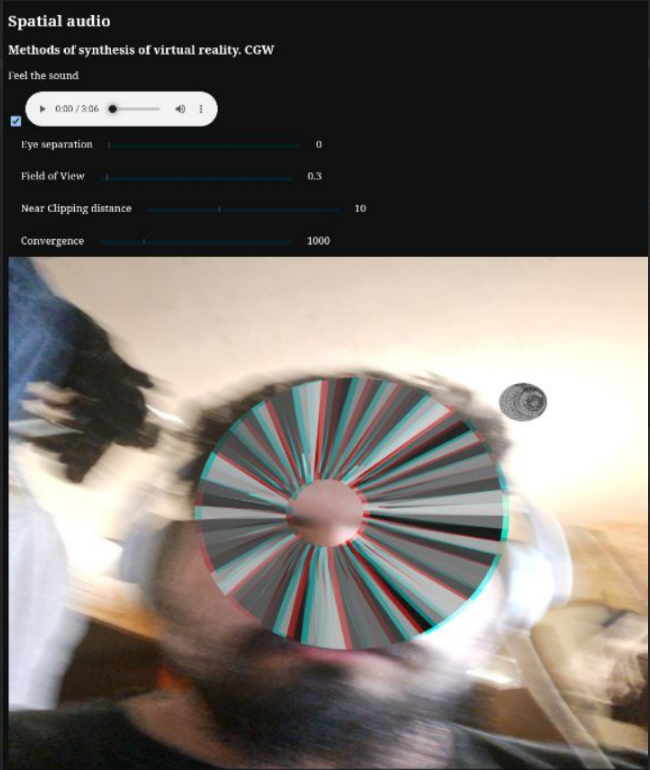 Spatial audio
Methods of synthesis of virtual reality. CGW
Feel the sound
0:00 / 3:06
Eye separation 0
Field of View 0.3
Near Clipping distance 10
Convergence 1000